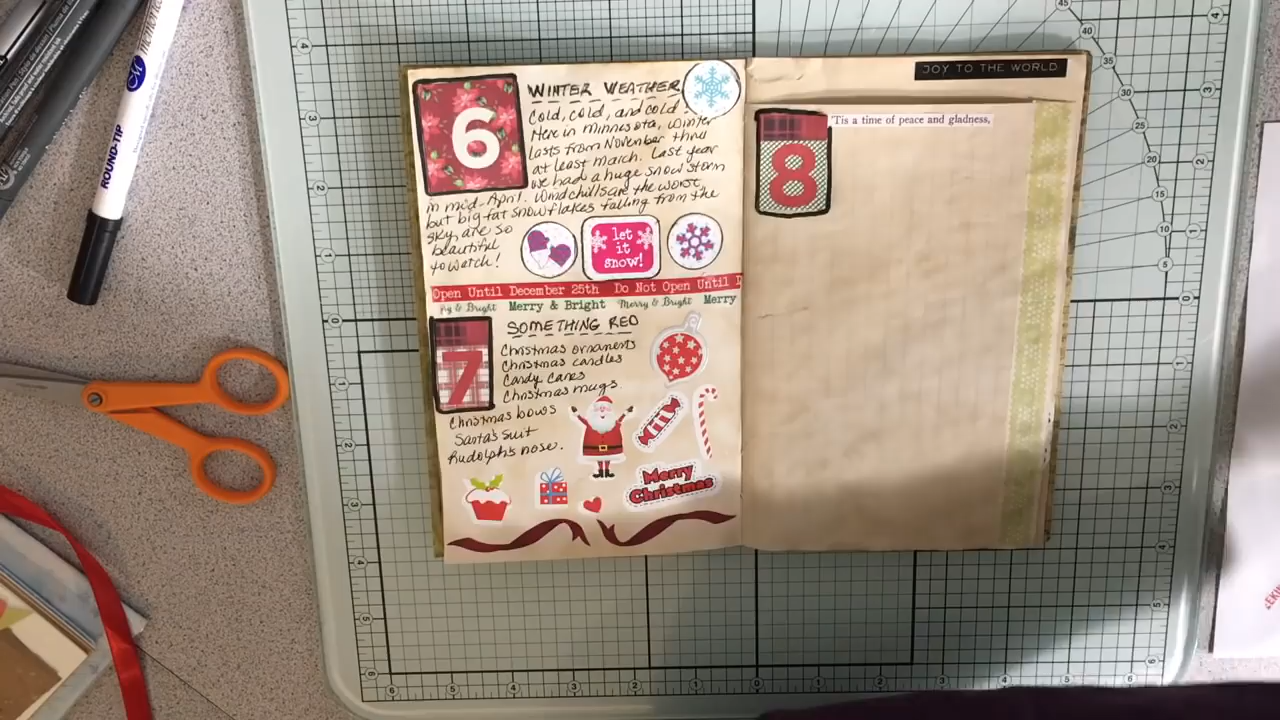 6
WINTER WEATHER
Cold, cold, and cold
Here in Minnesota, winter
lasts from November thru
at least march. Last year
we had a huge snow storm
in mid-April. Windchills are the worst
but big fat snowflakes falling from the
sky, are so
beautiful
to watch!
let
it
snow!
Open Until December 25th Do Not Open Until D
ry & Bright Merry & Bright Merry & Bright Merry
7
SOMETHING RED
Christmas ornaments
Christmas candles
Candy Canes
Christmas mugs.
Christmas bows
Santa's suit
Rudolph's nose.
Merry
Christmas
JOY TO THE WORLD
8
'Tis a time of peace and gladness,
ROUND-TIP